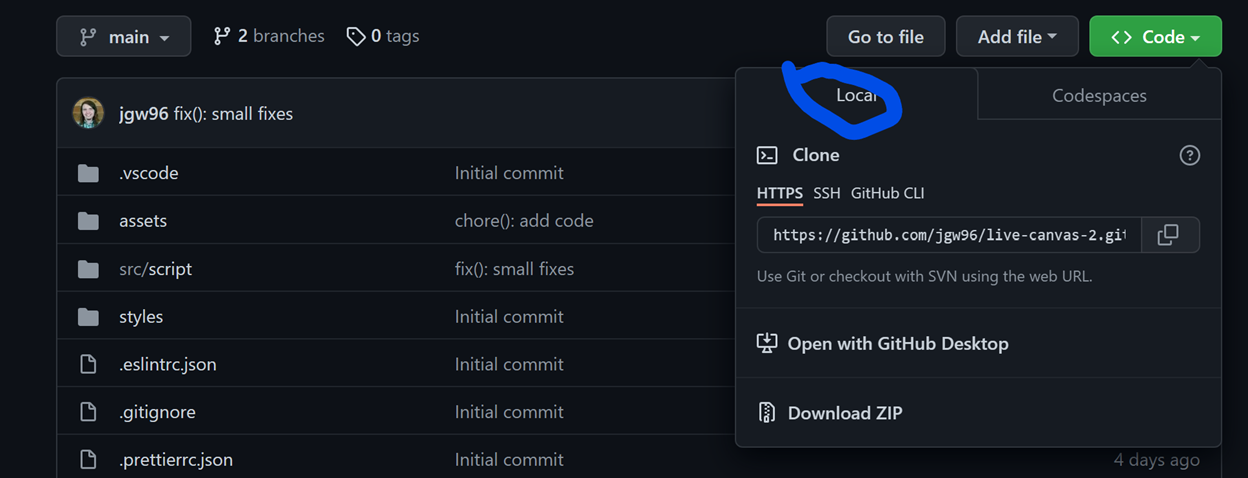 main 2 branches 0 tags Go to file Add file Code
jgw96 fix(): small fixes
Local Codespaces
.vscode Initial commit
assets chore(): add code
src/script fix(): small fixes
styles Initial commit
.eslintrc.json Initial commit
.gitignore Initial commit
.prettierrc.json Initial commit
4 days ago
Clone
HTTPS SSH GitHub CLI
https://github.com/jgw96/live-canvas-2.git
Use Git or checkout with SVN using the web URL.
Open with GitHub Desktop
Download ZIP